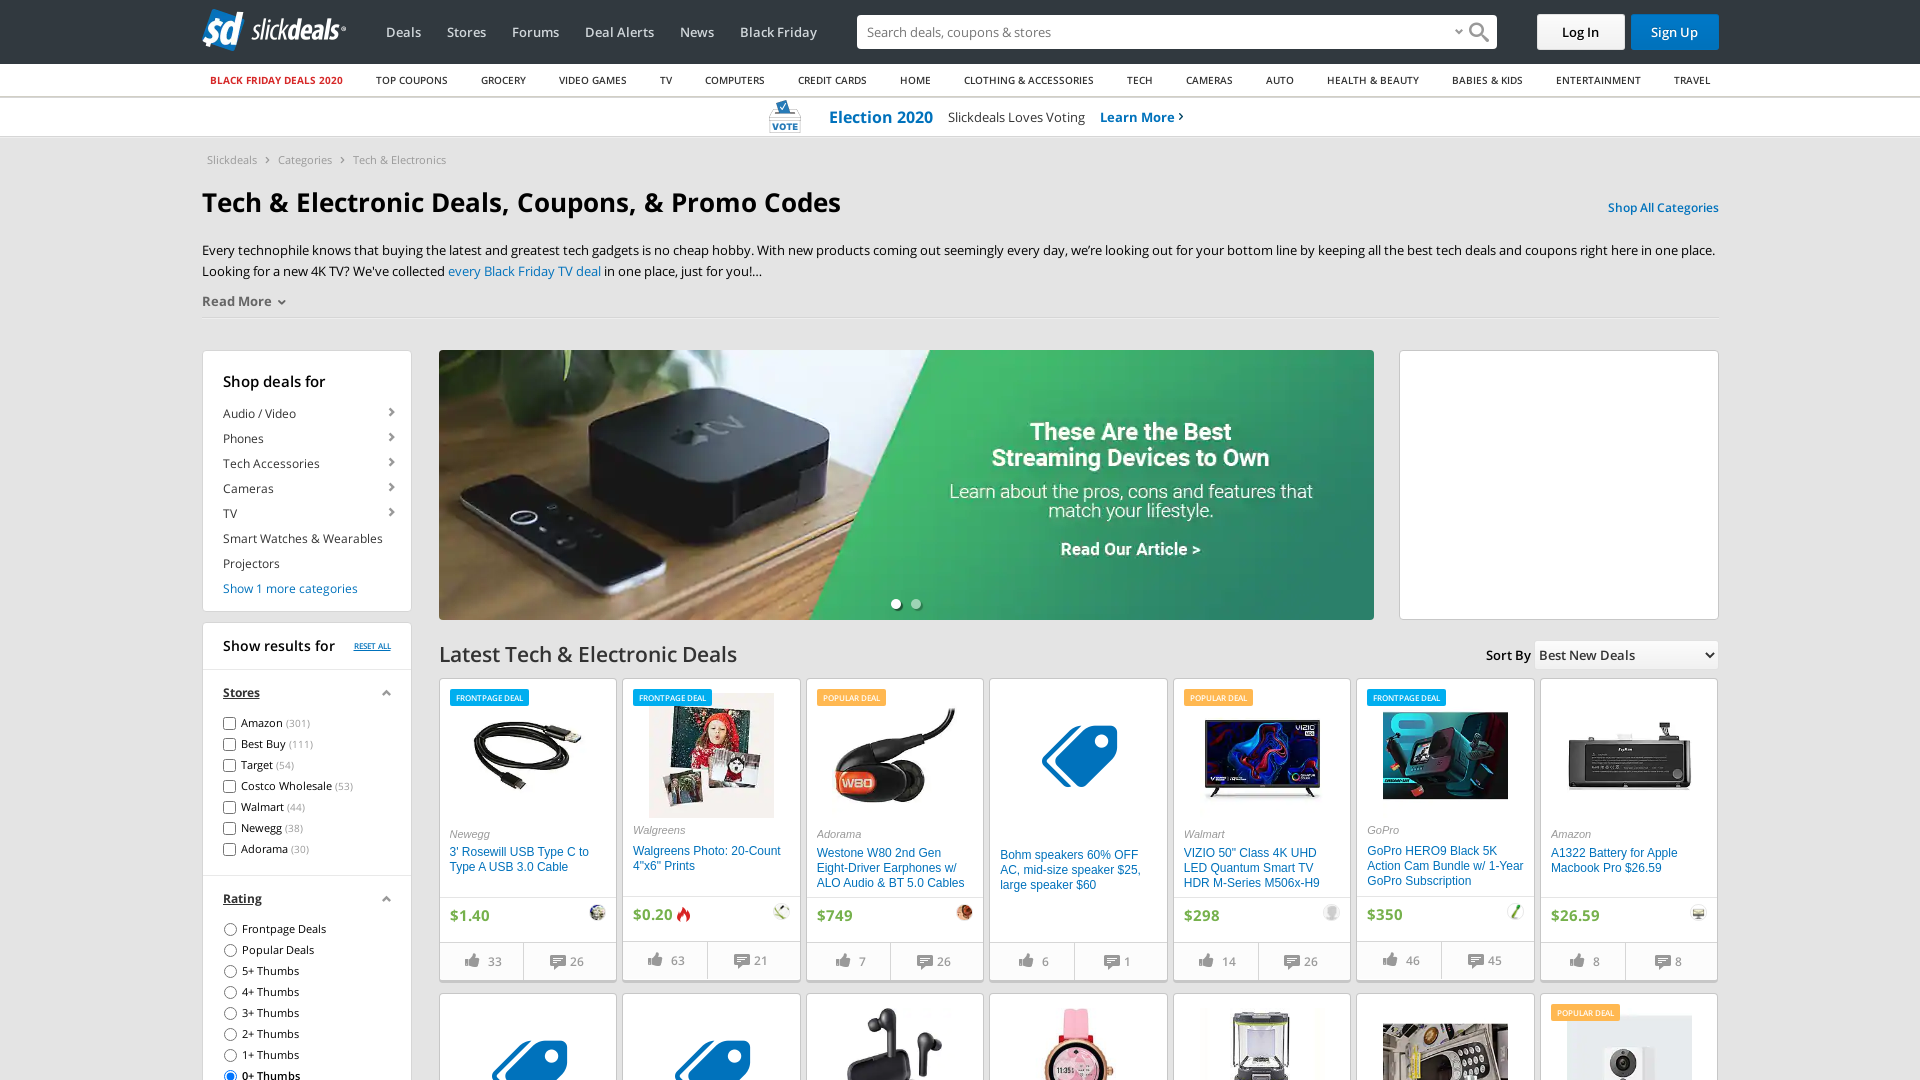 slickdeals
Deals
Stores
Forums
Deal Alerts
News
Black Friday
Search deals, coupons & stores
Log In
Sign Up
BLACK FRIDAY DEALS 2020
TOP COUPONS
GROCERY
VIDEO GAMES
TV
COMPUTERS
CREDIT CARDS
HOME
CLOTHING & ACCESSORIES
TECH
CAMERAS
AUTO
HEALTH & BEAUTY
BABIES & KIDS
ENTERTAINMENT
TRAVEL
VOTE
Election 2020
Slickdeals Loves Voting
Learn More
Slickdeals > Categories > Tech & Electronics
Tech & Electronic Deals, Coupons, & Promo Codes
Shop All Categories
Every technophile knows that buying the latest and greatest tech gadgets is no cheap hobby. With new products coming out seemingly every day, we’re looking out for your bottom line by keeping all the best tech deals and coupons right here in one place.
Looking for a new 4K TV? We've collected every Black Friday TV deal in one place, just for you!…
Read More
Shop deals for
Audio / Video
Phones
Tech Accessories
Cameras
TV
Smart Watches & Wearables
Projectors
Show 1 more categories
tv
These Are the Best
Streaming Devices to Own
Learn about the pros, cons and features that
match your lifestyle.
Read Our Article >
Show results for
RESET ALL
Stores
Amazon (301)
Best Buy (111)
Target (54)
Costco Wholesale (53)
Walmart (44)
Newegg (38)
Adorama (30)
Rating
Frontpage Deals
Popular Deals
5+ Thumbs
4+ Thumbs
3+ Thumbs
2+ Thumbs
1+ Thumbs
0+ Thumbs
Latest Tech & Electronic Deals
Sort By
Best New Deals
FRONTPAGE DEAL
Newegg
3' Rosewill USB Type C to
Type A USB 3.0 Cable
$1.40
33
26
FRONTPAGE DEAL
Walgreens
Walgreens Photo: 20-Count
4"x6" Prints
$0.20
63
21
POPULAR DEAL
W80
Adorama
Westone W80 2nd Gen
Eight-Driver Earphones w/
ALO Audio & BT 5.0 Cables
$749
7
26
Bohm speakers 60% OFF
AC, mid-size speaker $25,
large speaker $60
6
1
POPULAR DEAL
VIZIO
Walmart
VIZIO 50" Class 4K UHD
LED Quantum Smart TV
HDR M-Series M506x-H9
$298
14
26
FRONTPAGE DEAL
GoPro
GoPro HERO9 Black 5K
Action Cam Bundle w/ 1-Year
GoPro Subscription
$350
46
45
Amazon
A1322 Battery for Apple
Macbook Pro $26.59
$26.59
8
8
POPULAR DEAL